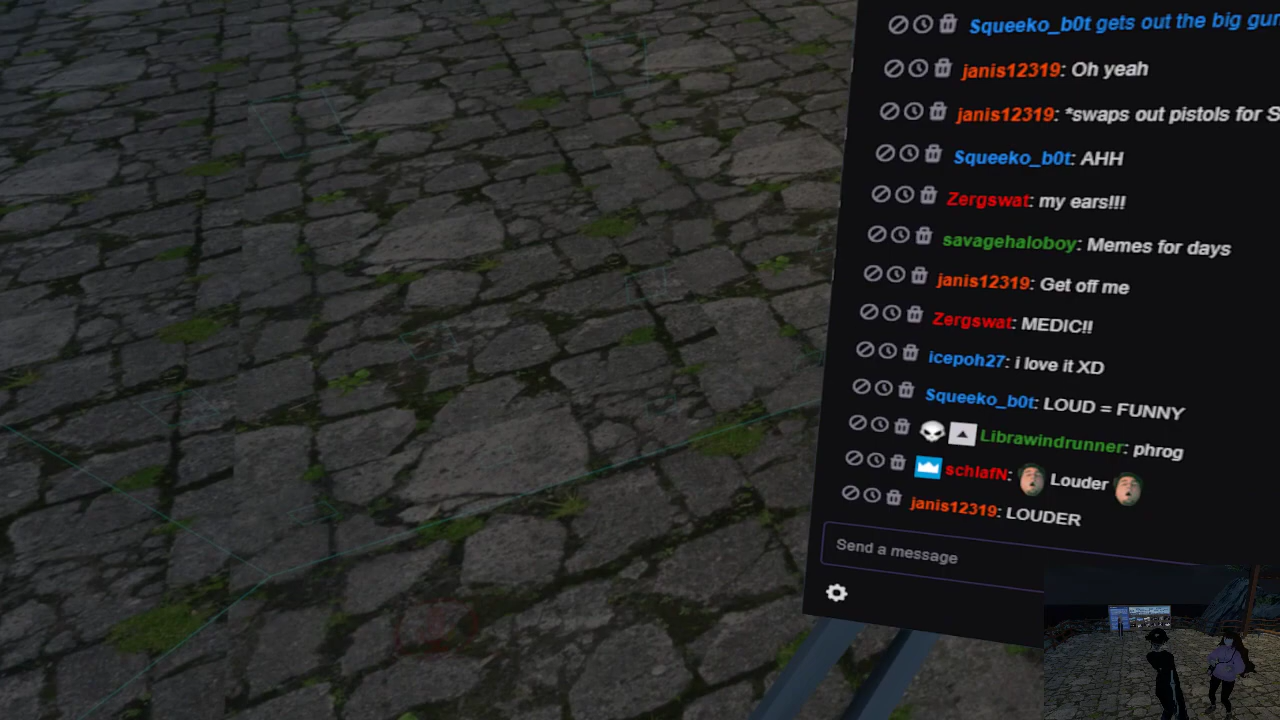 Squeeko_b0t gets out the big gun
janis12319: Oh yeah
janis12319: *swaps out pistols for S
Squeeko_b0t: AHH
Zergswat: my ears!!!
savagehaloboy: Memes for days
janis12319: Get off me
Zergswat: MEDIC!!
icepoh27: i love it XD
Squeeko_b0t: LOUD = FUNNY
Librawindrunner: phrog
schlafN: Louder
janis12319: LOUDER
Send a message